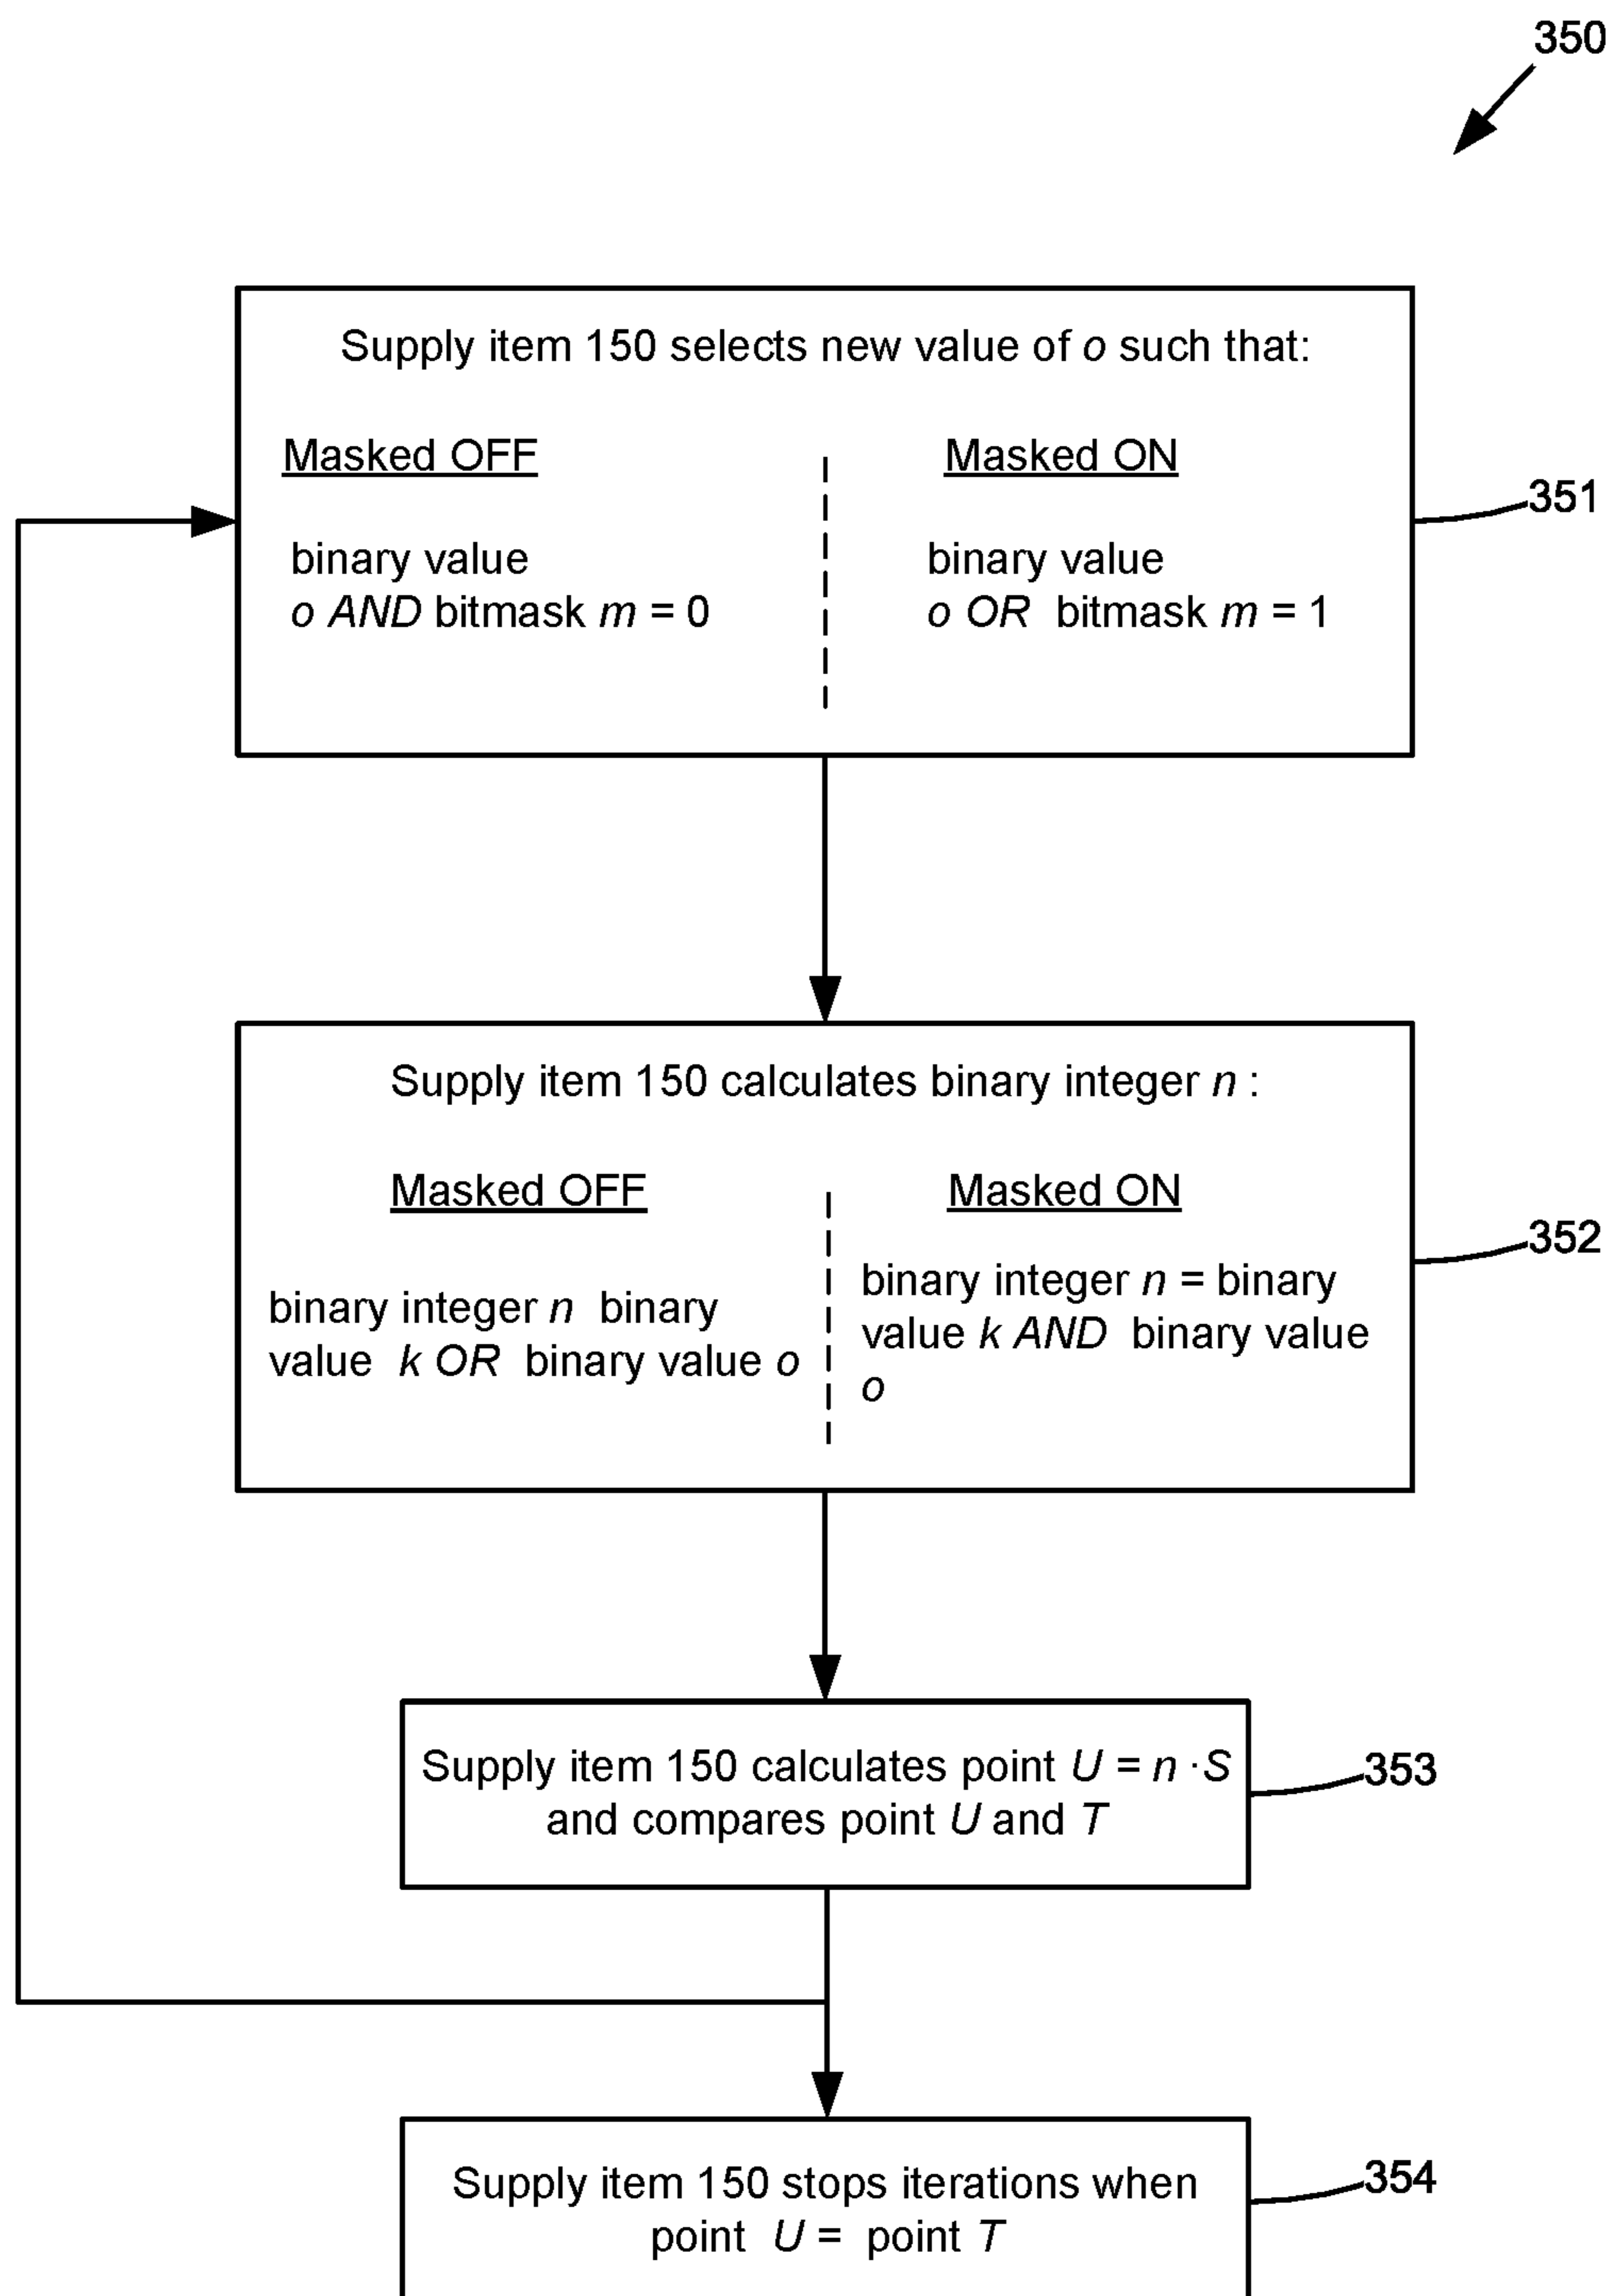 350
Supply item 150 selects new value of o such that:
Masked OFF
binary value
o AND bitmask m = 0
Masked ON
binary value
o OR bitmask m = 1
351
Supply item 150 calculates binary integer n :
Masked OFF
binary integer n binary
value k OR binary value o
Masked ON
binary integer n = binary
value k AND binary value
o
352
Supply item 150 calculates point U = n · S
and compares point U and T
353
Supply item 150 stops iterations when
point U = point T
354